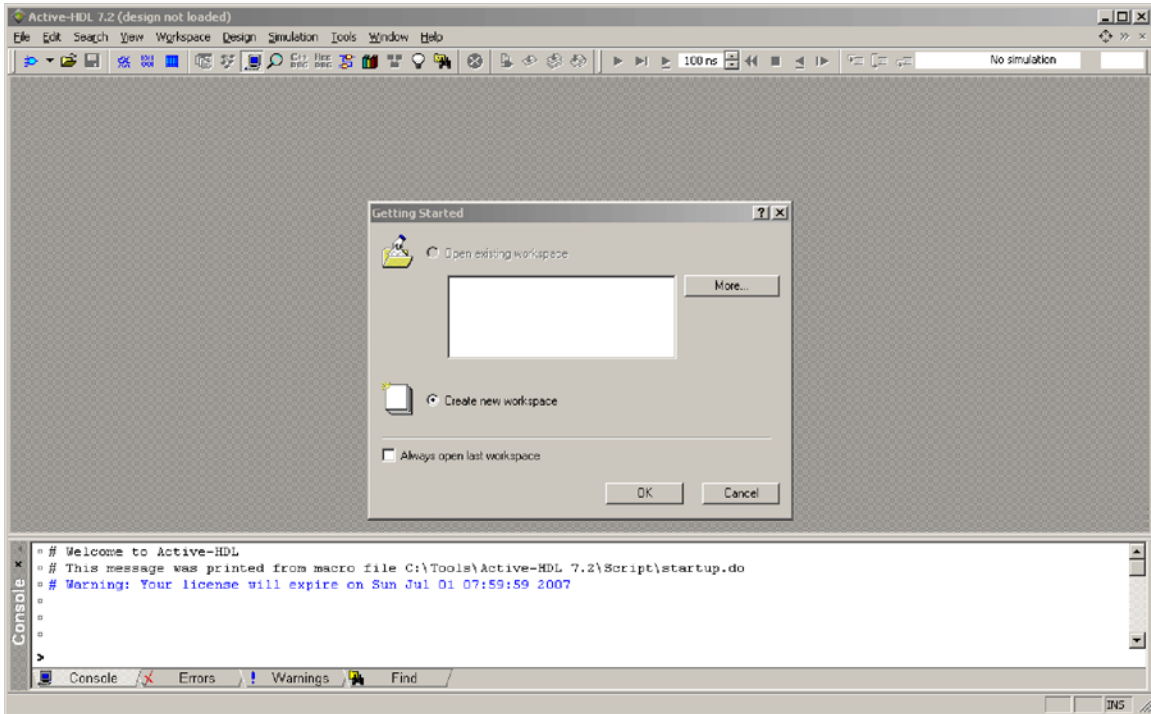 Active-HDL 7.2 (design not loaded)
File Edit Search View Workspace Design Simulation Tools Window Help
100 ns No simulation
Getting Started
Open existing workspace
More...
Create new workspace
Always open last workspace
OK Cancel
# Welcome to Active-HDL
# This message was printed from macro file C:\Tools\Active-HDL 7.2\Script\startup.do
# Warning: Your license will expire on Sun Jul 01 07:59:59 2007
>
Console
Console Errors Warnings Find
INS